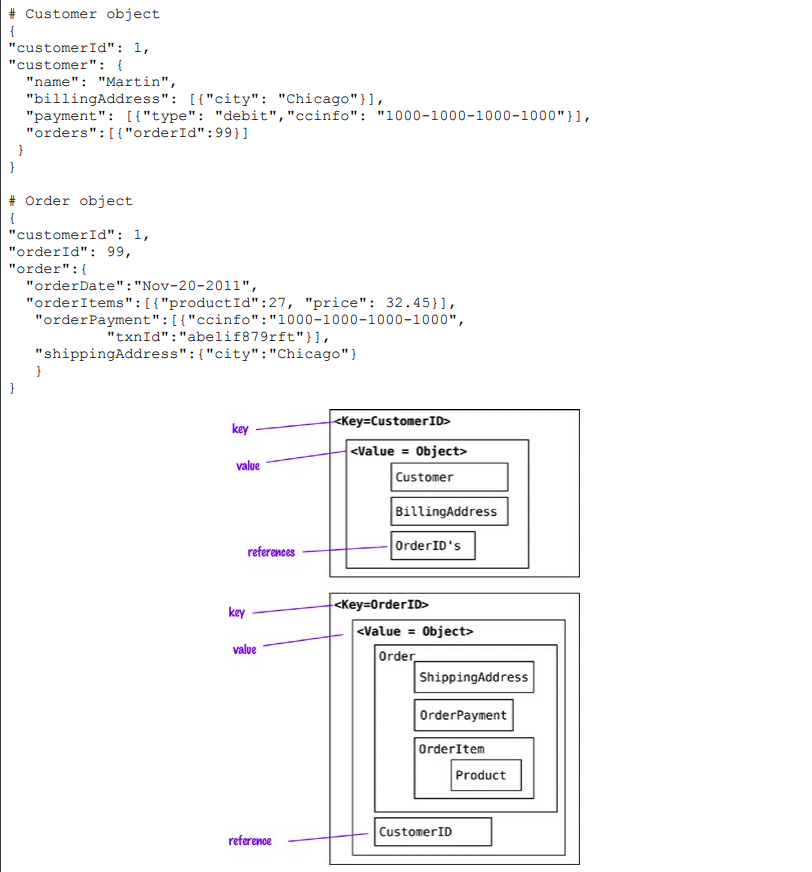 # Customer object
{
"customerId": 1,
"customer": {
  "name": "Martin",
  "billingAddress": [{"city": "Chicago"}],
  "payment": [{"type": "debit","ccinfo": "1000-1000-1000-1000"}],
  "orders":[{"orderId":99}]
 }
}
# Order object
{
"customerId": 1,
"orderId": 99,
"order":{
  "orderDate":"Nov-20-2011",
  "orderItems":[{"productId":27, "price": 32.45}],
   "orderPayment":[{"ccinfo":"1000-1000-1000-1000",
           "txnId":"abelif879rft"}],
   "shippingAddress":{"city":"Chicago"}
   }
}
key <Key=CustomerID>
value <Value = Object>
Customer
BillingAddress
references OrderID's
key <Key=OrderID>
value <Value = Object>
Order
ShippingAddress
OrderPayment
OrderItem
Product
reference CustomerID